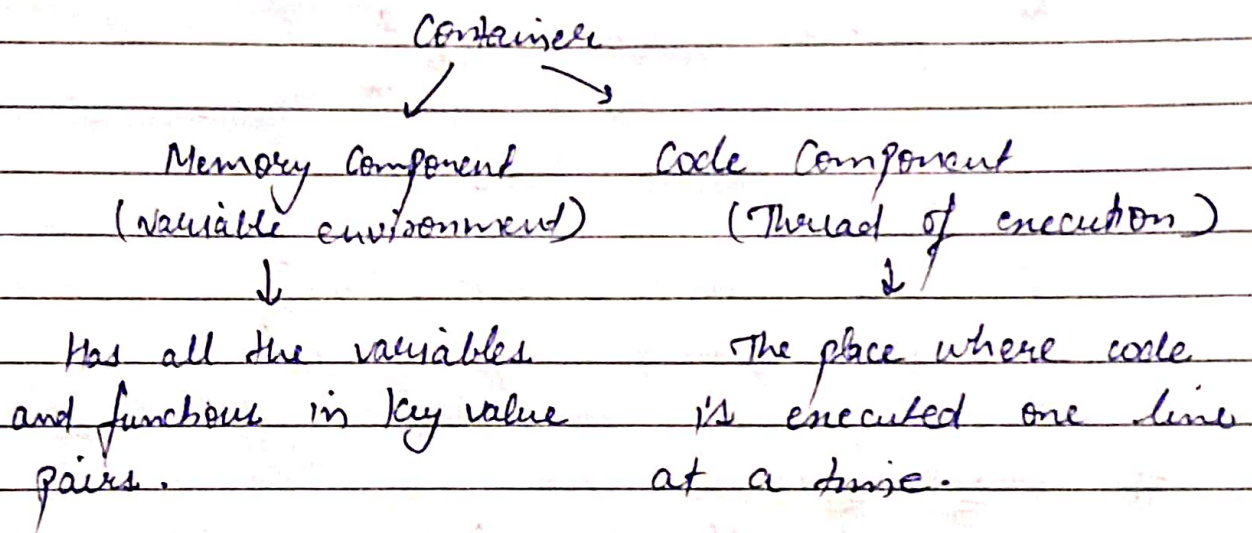 Container
Memory Component
(variable environment)
Has all the variables
and functions in key value
pairs.
Code Component
(Thread of execution)
The place where code
is executed one line
at a time.